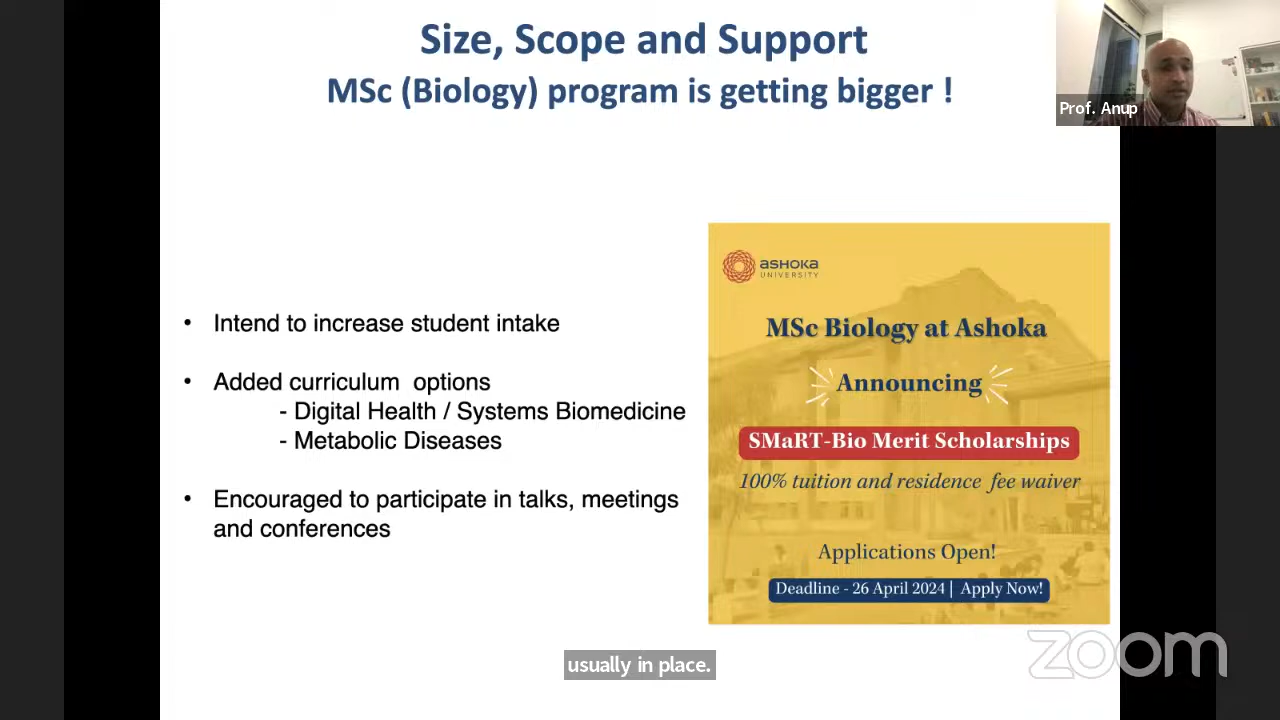 Size, Scope and Support
MSc (Biology) program is getting bigger !
Prof. Anup
• Intend to increase student intake
• Added curriculum options
- Digital Health / Systems Biomedicine
- Metabolic Diseases
• Encouraged to participate in talks, meetings
and conferences
ASHOKA
UNIVERSITY
MSc Biology at Ashoka
Announcing
SMaRT-Bio Merit Scholarships
100% tuition and residence fee waiver
Applications Open!
Deadline - 26 April 2024 | Apply Now!
usually in place.
zoom